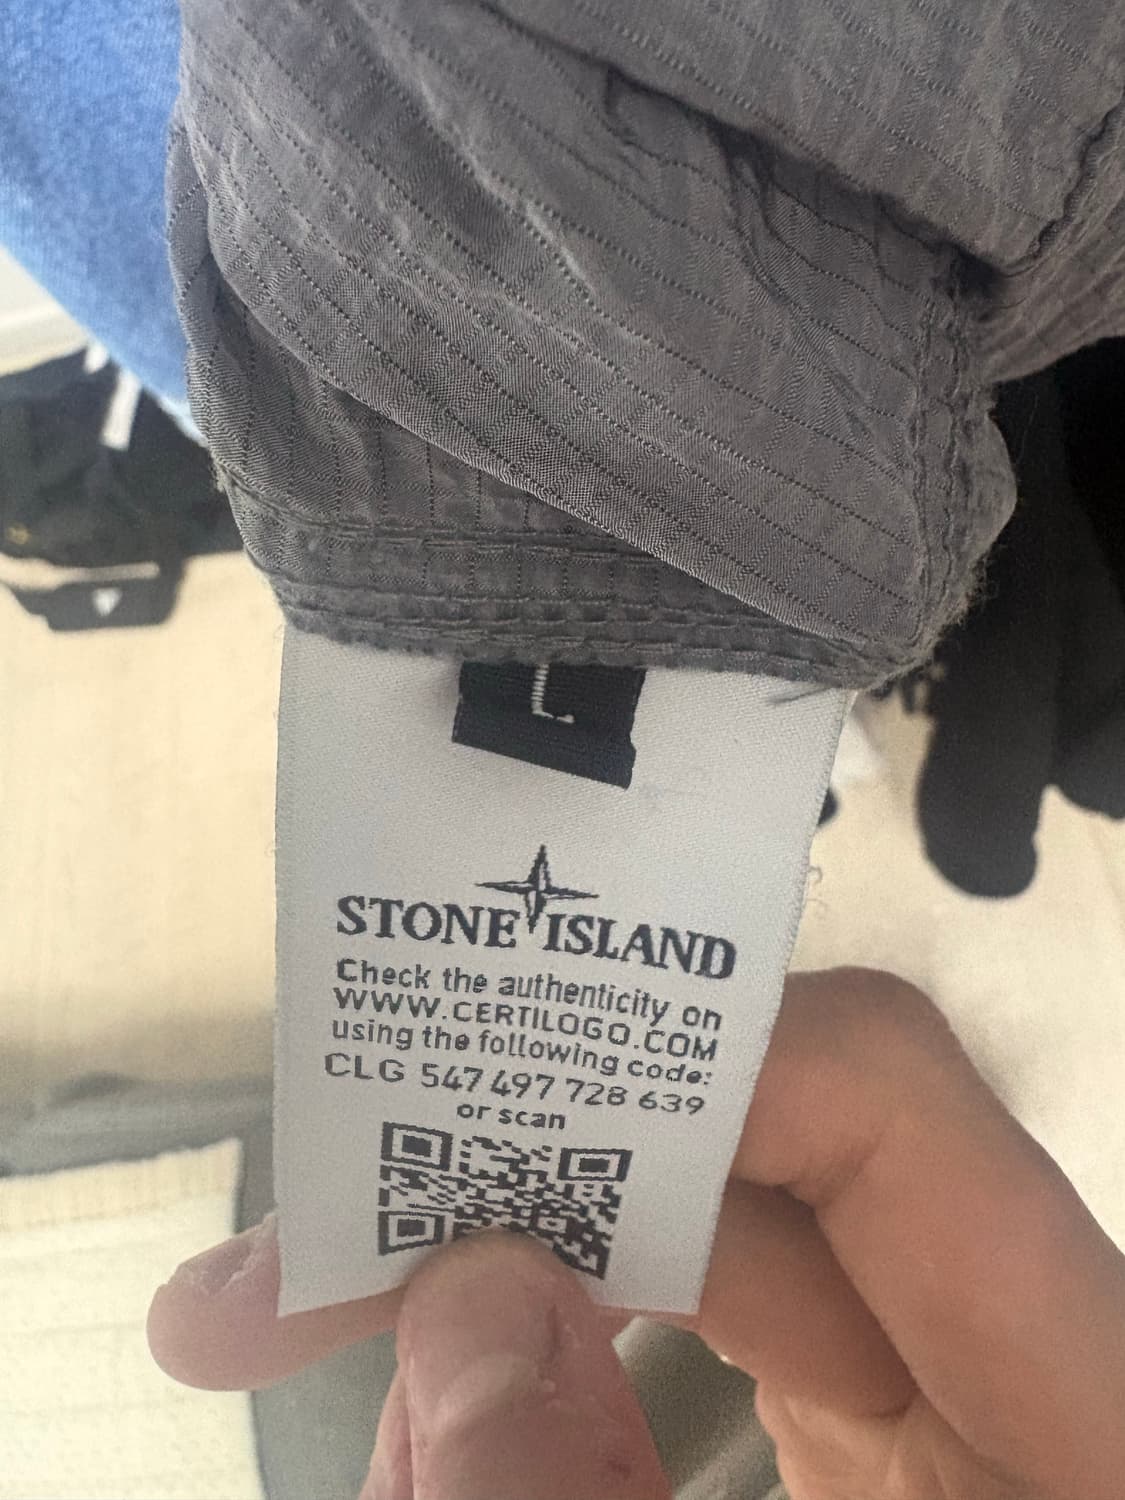 L
STONE ISLAND
Check the authenticity on
WWW.CERTILOGO.COM
using the following code:
CLG 547 497 728 639
or scan